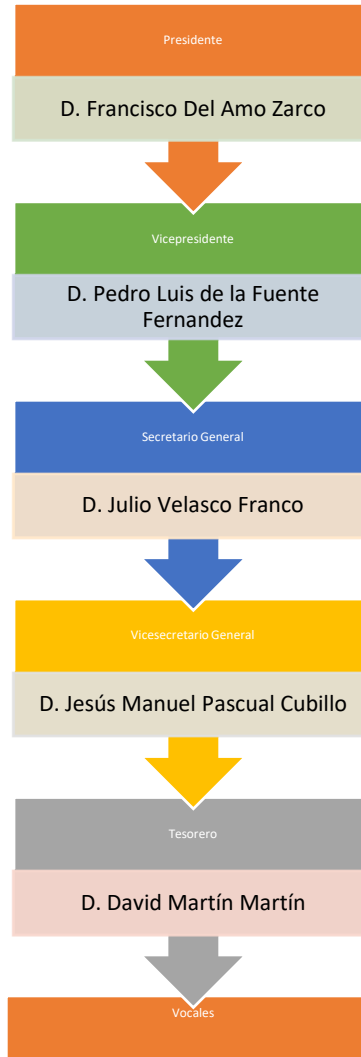 Presidente
D. Francisco Del Amo Zarco
Vicepresidente
D. Pedro Luis de la Fuente
Fernandez
Secretario General
D. Julio Velasco Franco
Vicesecretario General
D. Jesús Manuel Pascual Cubillo
Tesorero
D. David Martín Martín
Vocales